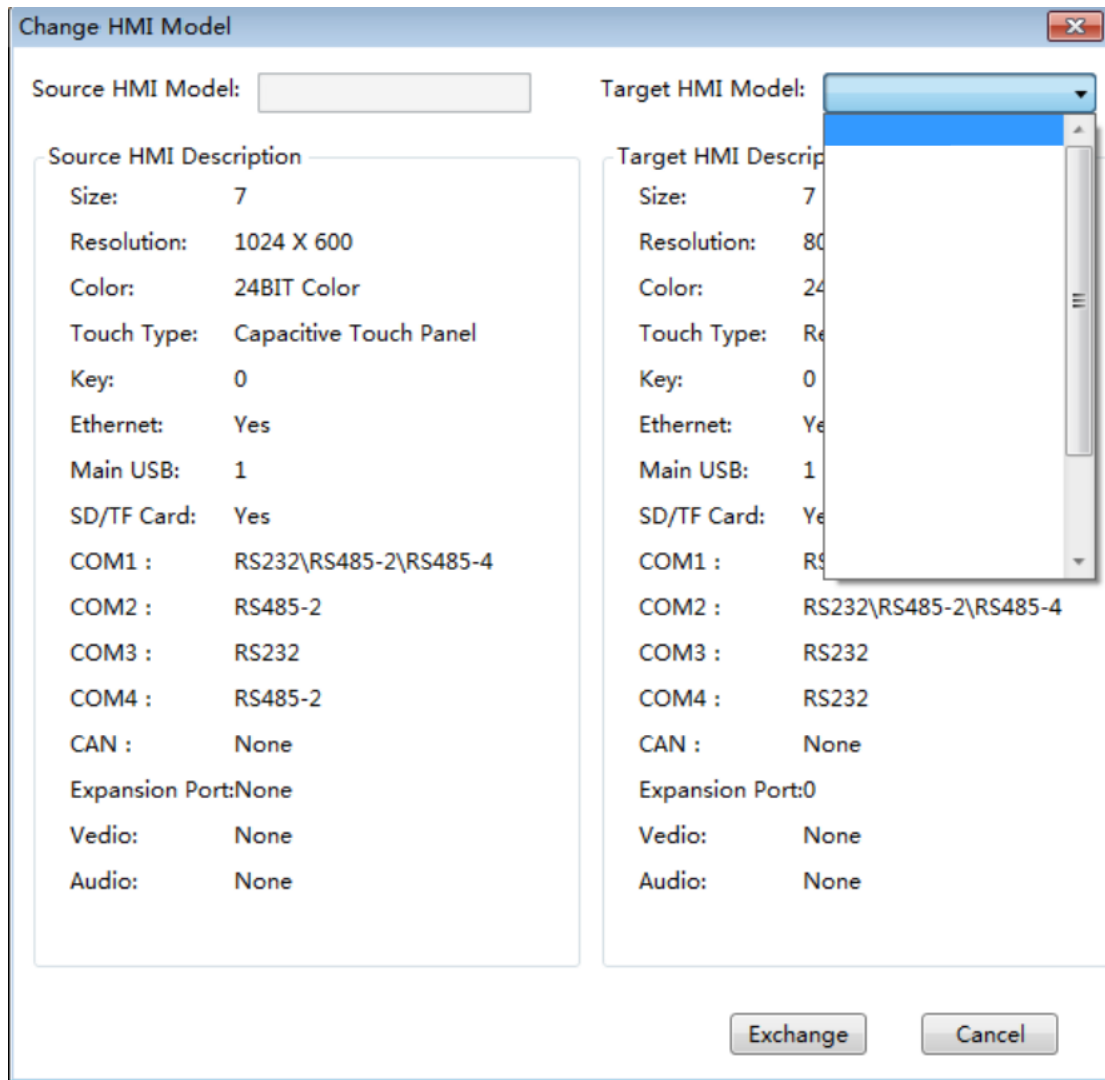 Change HMI Model
Source HMI Model:
Target HMI Model:
Source HMI Description
Size: 7
Resolution: 1024 X 600
Color: 24BIT Color
Touch Type: Capacitive Touch Panel
Key: 0
Ethernet: Yes
Main USB: 1
SD/TF Card: Yes
COM1 : RS232\RS485-2\RS485-4
COM2 : RS485-2
COM3 : RS232
COM4 : RS485-2
CAN : None
Expansion Port:None
Vedio: None
Audio: None
Target HMI
Size: 7
Resolution:
Color: 24
Touch Type:
Key: 0
Ethernet:
Main USB: 1
SD/TF Card:
COM1 :
COM2 : RS232\RS485-2\RS485-4
COM3 : RS232
COM4 : RS232
CAN : None
Expansion Port:0
Vedio: None
Audio: None
Exchange
Cancel